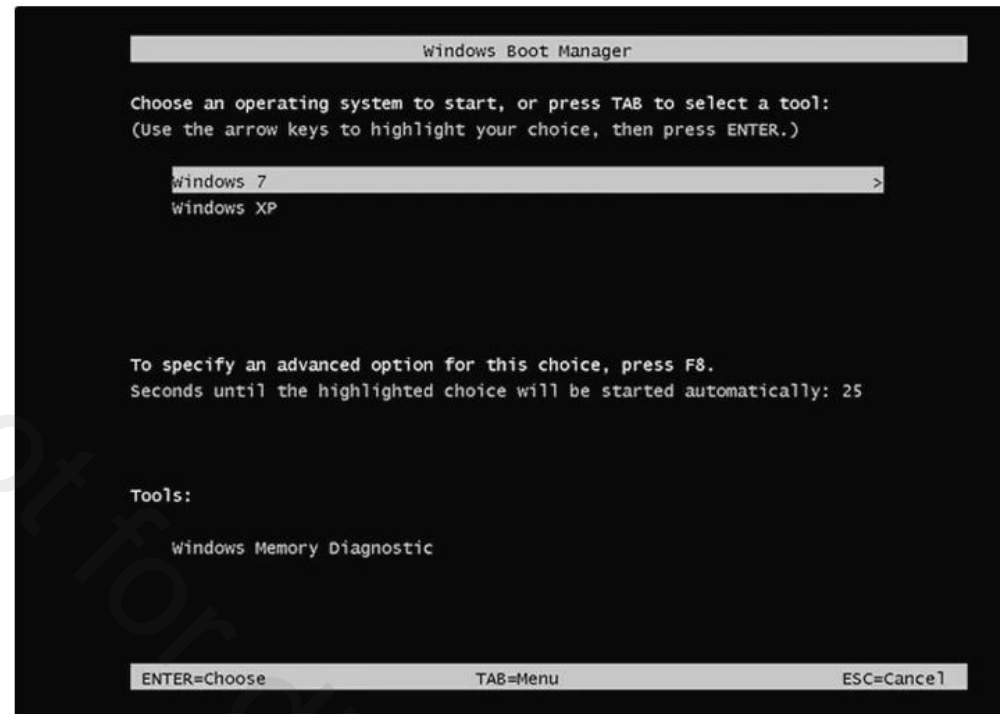 Windows Boot Manager
Choose an operating system to start, or press TAB to select a tool:
(Use the arrow keys to highlight your choice, then press ENTER.)
Windows 7 >
Windows XP
To specify an advanced option for this choice, press F8.
Seconds until the highlighted choice will be started automatically: 25
Tools:
Windows Memory Diagnostic
ENTER=Choose TAB=Menu ESC=Cancel